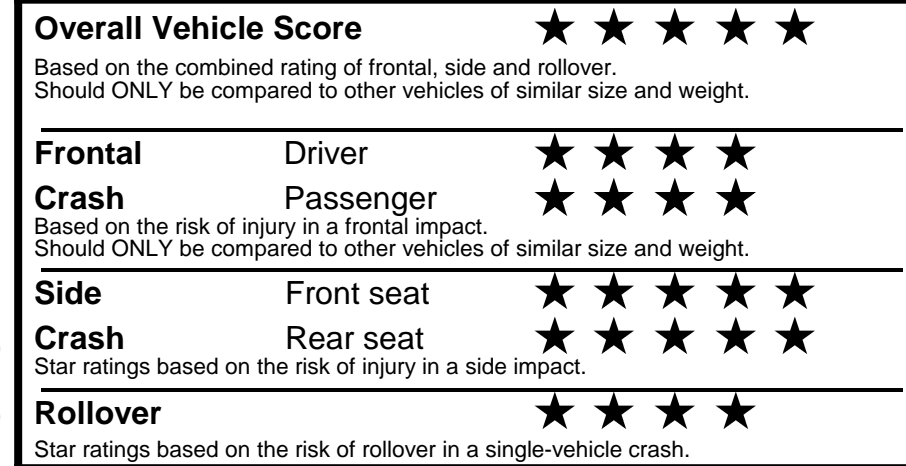 Overall Vehicle Score ★ ★ ★ ★ ★
Based on the combined rating of frontal, side and rollover.
Should ONLY be compared to other vehicles of similar size and weight.
Frontal Driver ★ ★ ★ ★
Crash Passenger ★ ★ ★ ★
Based on the risk of injury in a frontal impact.
Should ONLY be compared to other vehicles of similar size and weight.
Side Front seat ★ ★ ★ ★ ★
Crash Rear seat ★ ★ ★ ★ ★
Star ratings based on the risk of injury in a side impact.
Rollover ★ ★ ★ ★
Star ratings based on the risk of rollover in a single-vehicle crash.